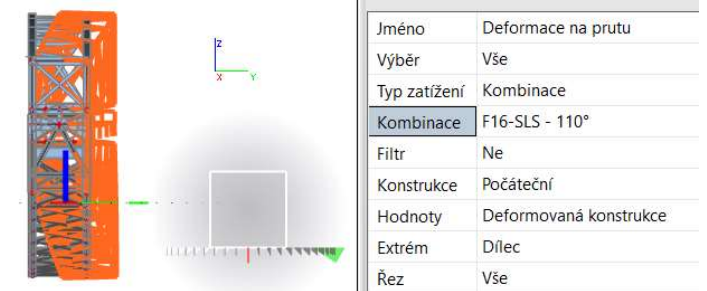 Z
X
Y
Jméno Deformace na prutu
Výběr Vše
Typ zatížení Kombinace
Kombinace F16-SLS - 110°
Filtr Ne
Konstrukce Počáteční
Hodnoty Deformovaná konstrukce
Extrém Dílec
Řez Vše